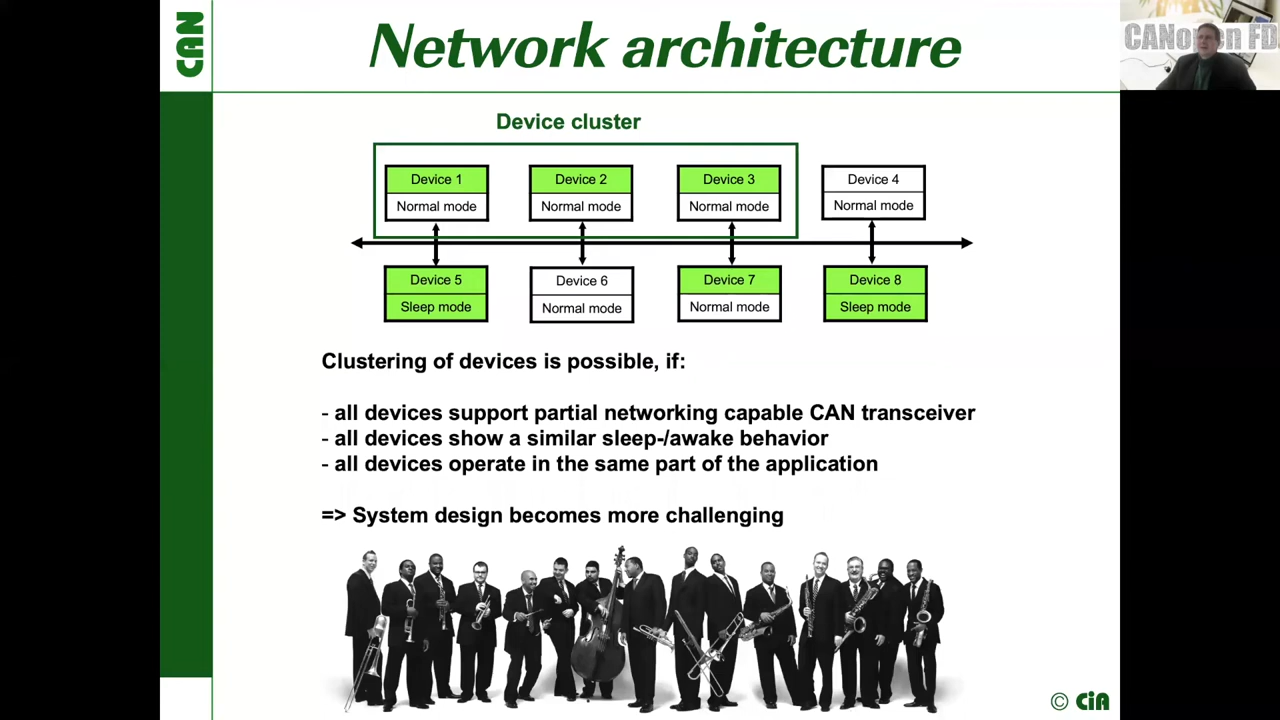 CAN
Network architecture
CANopen FD
Device cluster
Device 1
Normal mode
Device 2
Normal mode
Device 3
Normal mode
Device 4
Normal mode
Device 5
Sleep mode
Device 6
Normal mode
Device 7
Normal mode
Device 8
Sleep mode
Clustering of devices is possible, if:
- all devices support partial networking capable CAN transceiver
- all devices show a similar sleep-/awake behavior
- all devices operate in the same part of the application
=> System design becomes more challenging
© CiA